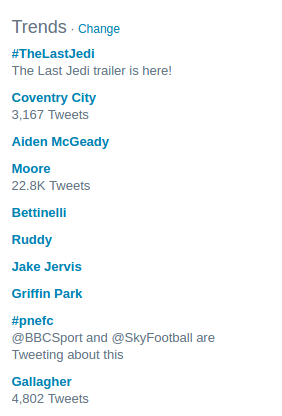 Trends · Change
#TheLastJedi
The Last Jedi trailer is here!
Coventry City
3,167 Tweets
Aiden McGeady
Moore
22.8K Tweets
Bettinelli
Ruddy
Jake Jervis
Griffin Park
#pnefc
@BBCSport and @SkyFootball are
Tweeting about this
Gallagher
4,802 Tweets